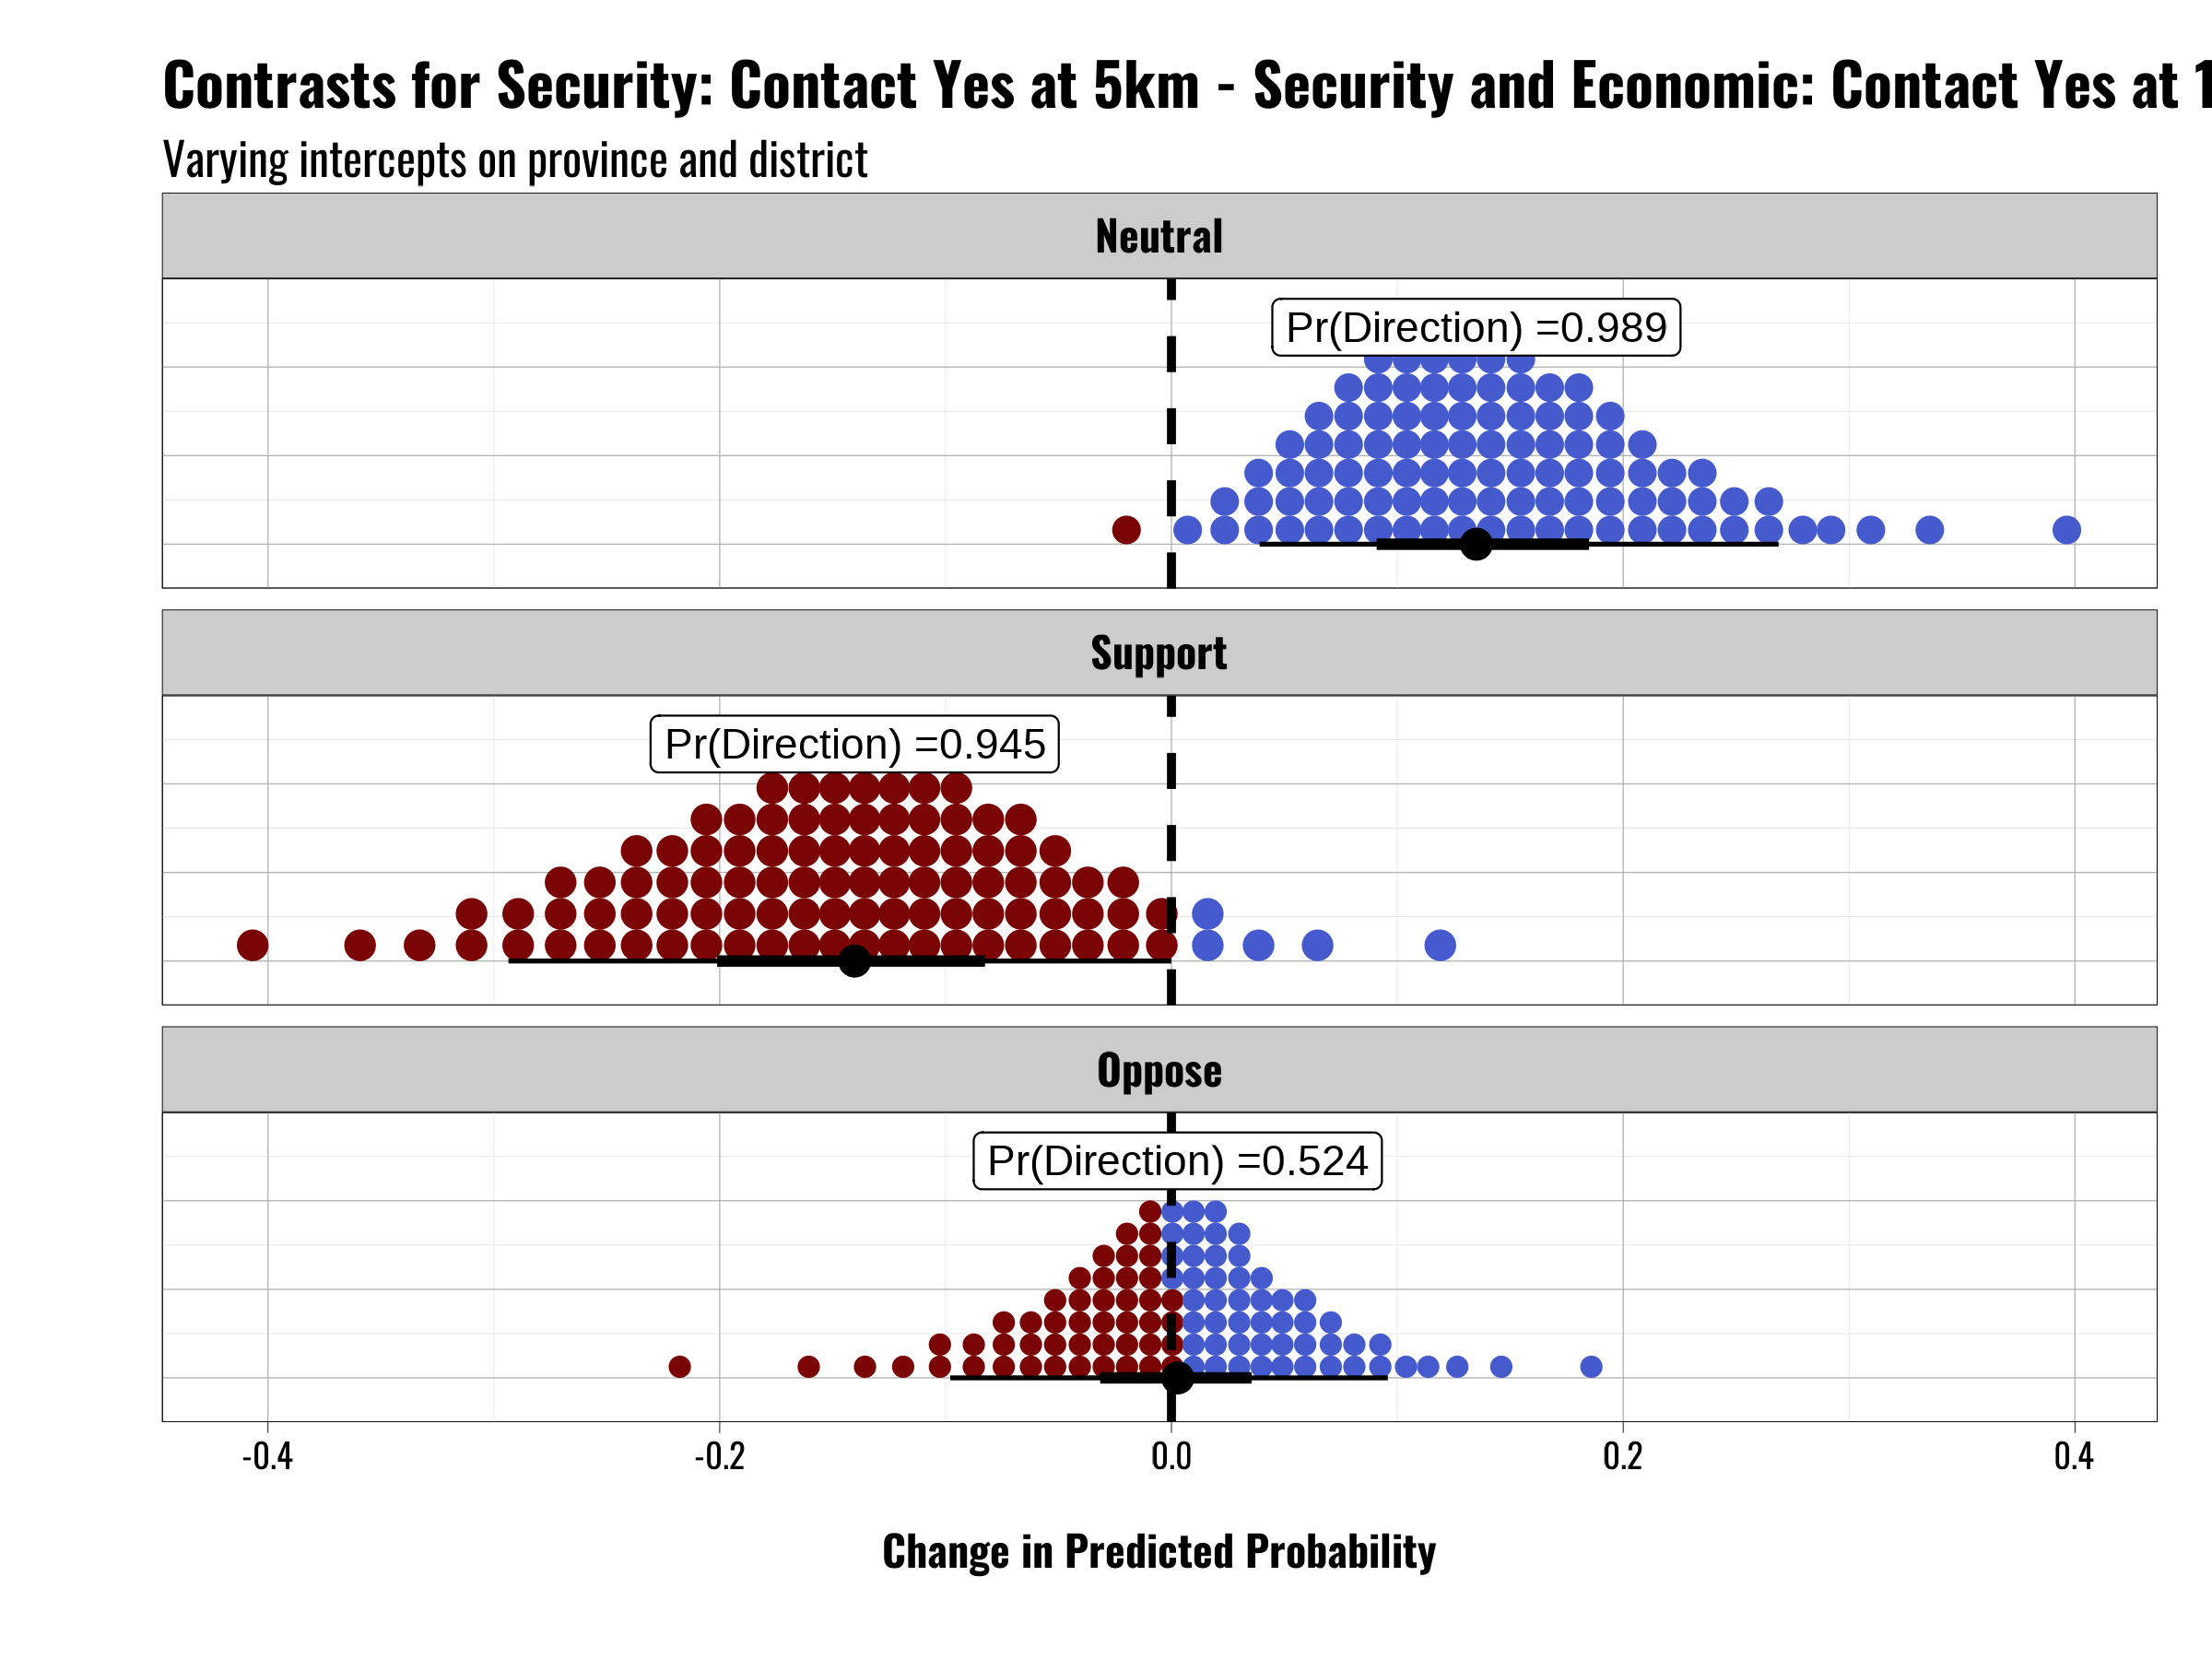 Contrasts for Security: Contact Yes at 5km - Security and Economic: Contact Yes at 1
Varying intercepts on province and district
Neutral
Pr(Direction) =0.989
Support
Pr(Direction) =0.945
Oppose
Pr(Direction) =0.524
-0.4 -0.2 0.0 0.2 0.4
Change in Predicted Probability